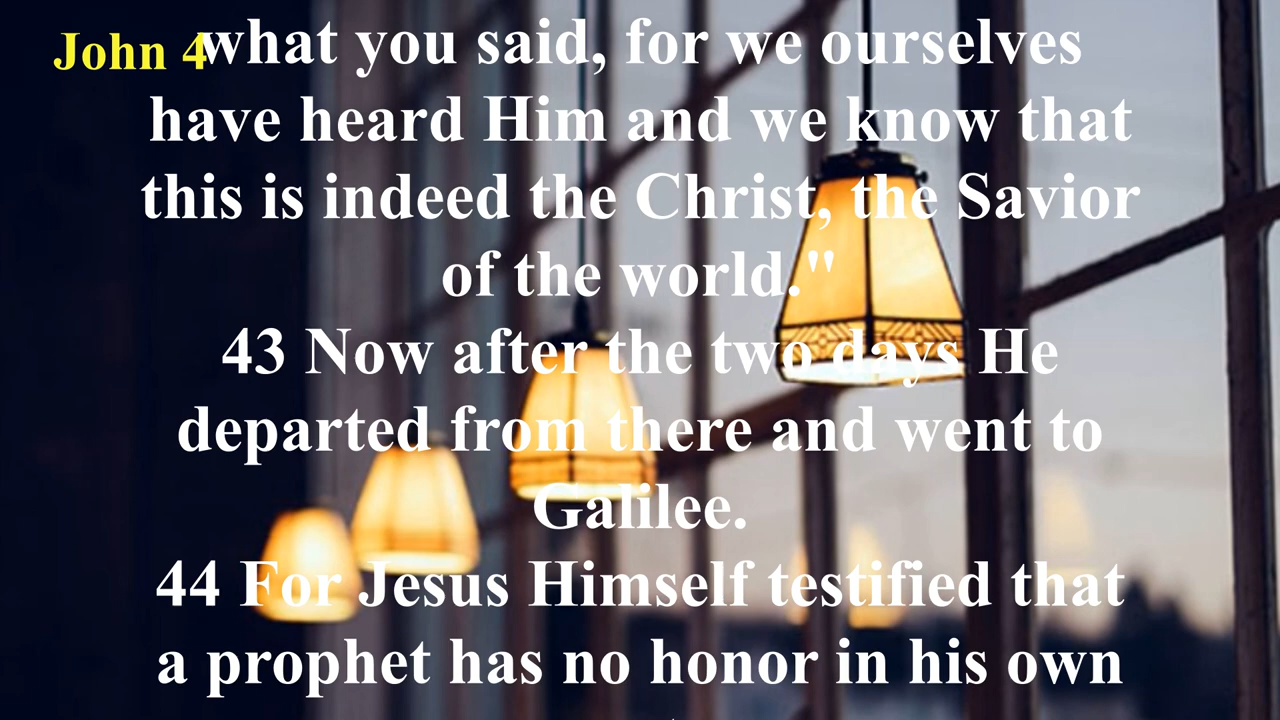 John 4
what you said, for we ourselves
have heard Him and we know that
this is indeed the Christ, the Savior
of the world."
43 Now after the two days He
departed from there and went to
Galilee.
44 For Jesus Himself testified that
a prophet has no honor in his own